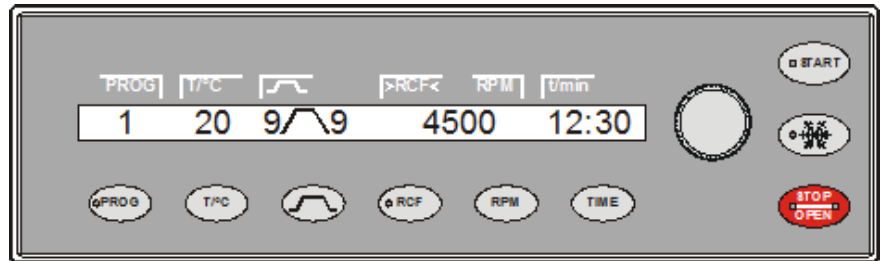 PROG T/°C >RCF< RPM t/min
1 20 9 9 4500 12:30
PROG T/°C RCF RPM TIME
START
STOP
OPEN